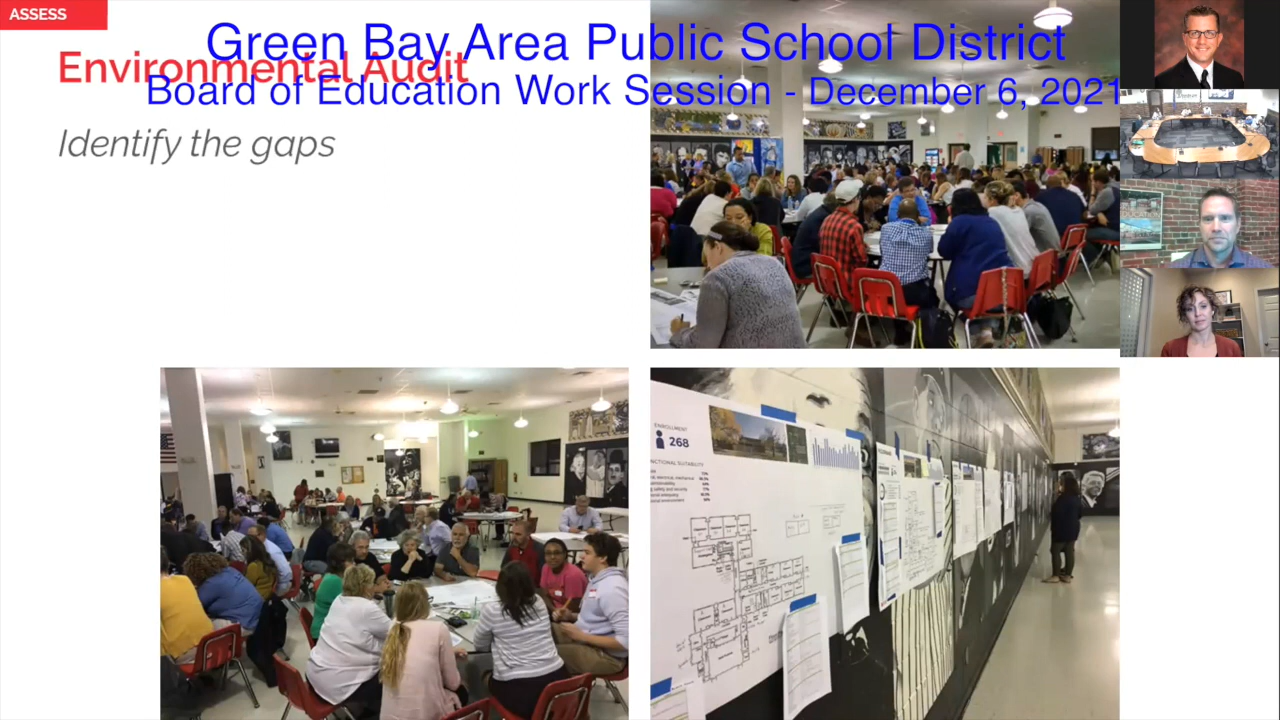 ASSESS
Green Bay Area Public School District
Environmental Audit
Board of Education Work Session - December 6, 2021
Identify the gaps
ENROLLMENT
268